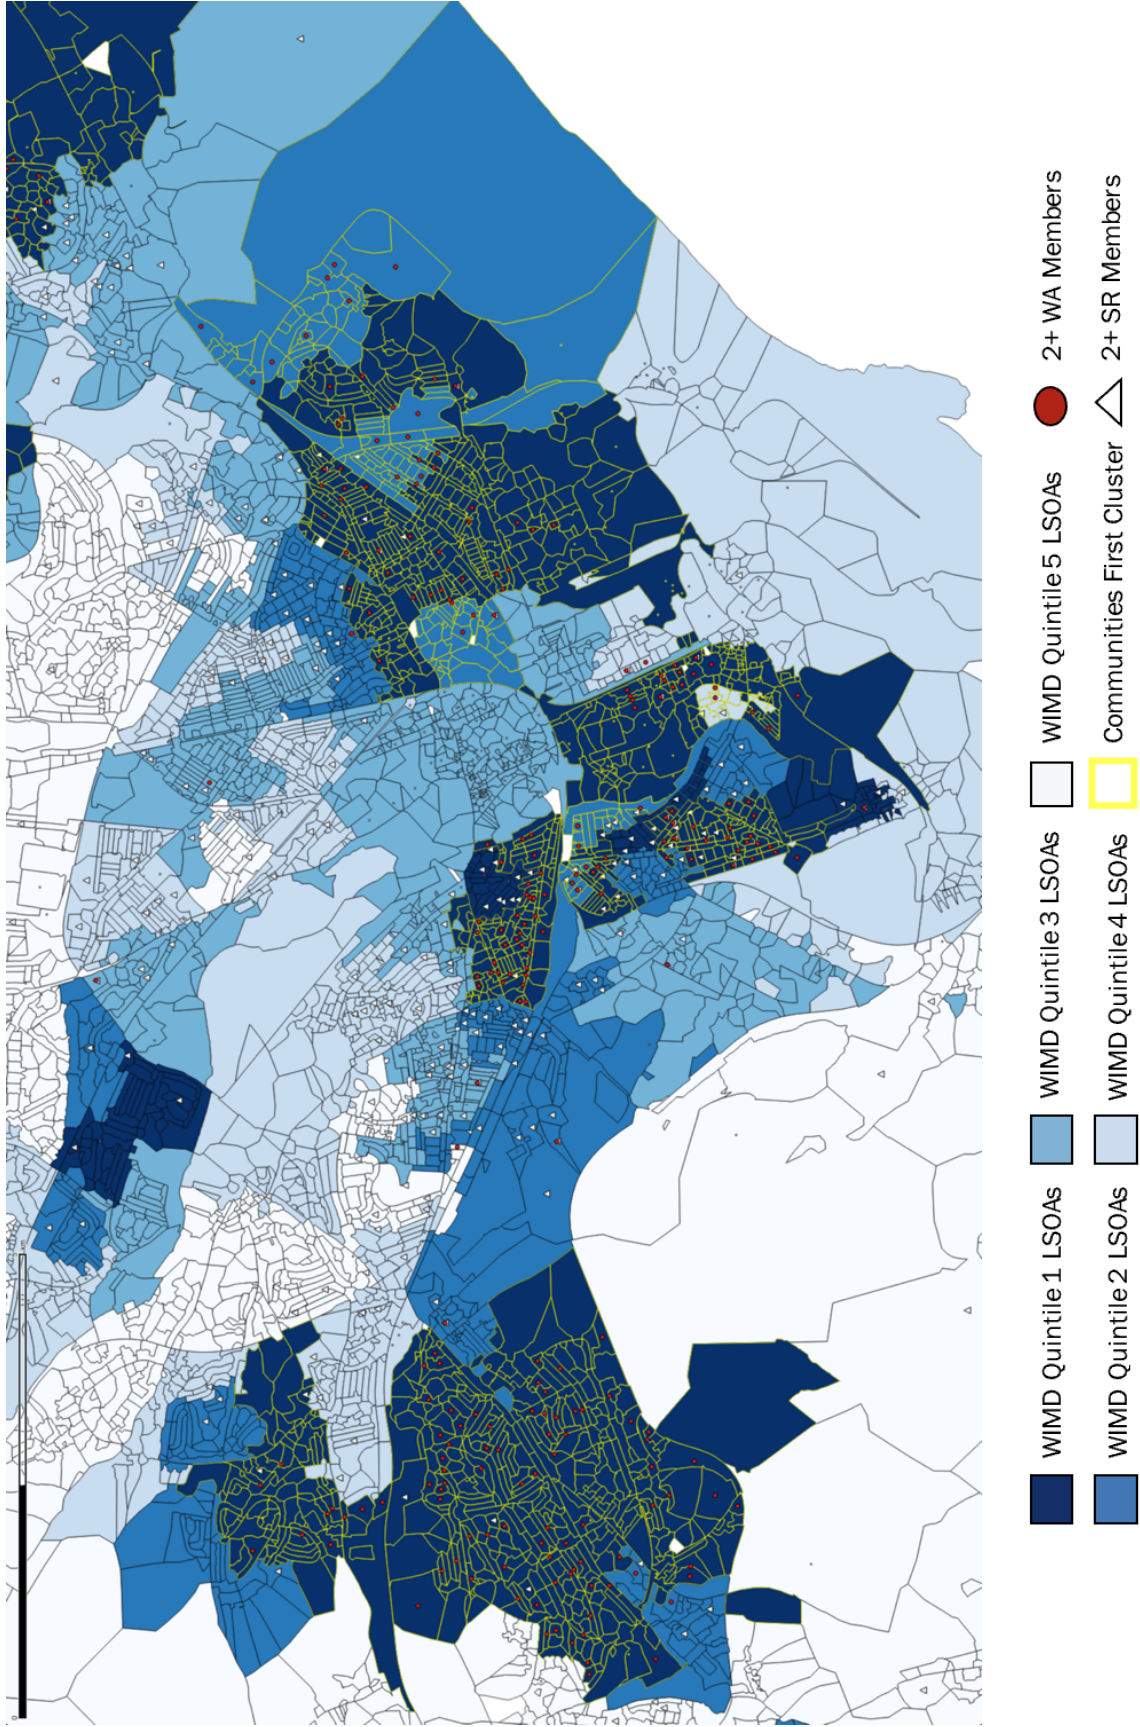 WIMD Quintile 1 LSOAs
WIMD Quintile 3 LSOAs
WIMD Quintile 5 LSOAs
2+ WA Members
WIMD Quintile 2 LSOAs
WIMD Quintile 4 LSOAs
Communities First Cluster
2+ SR Members